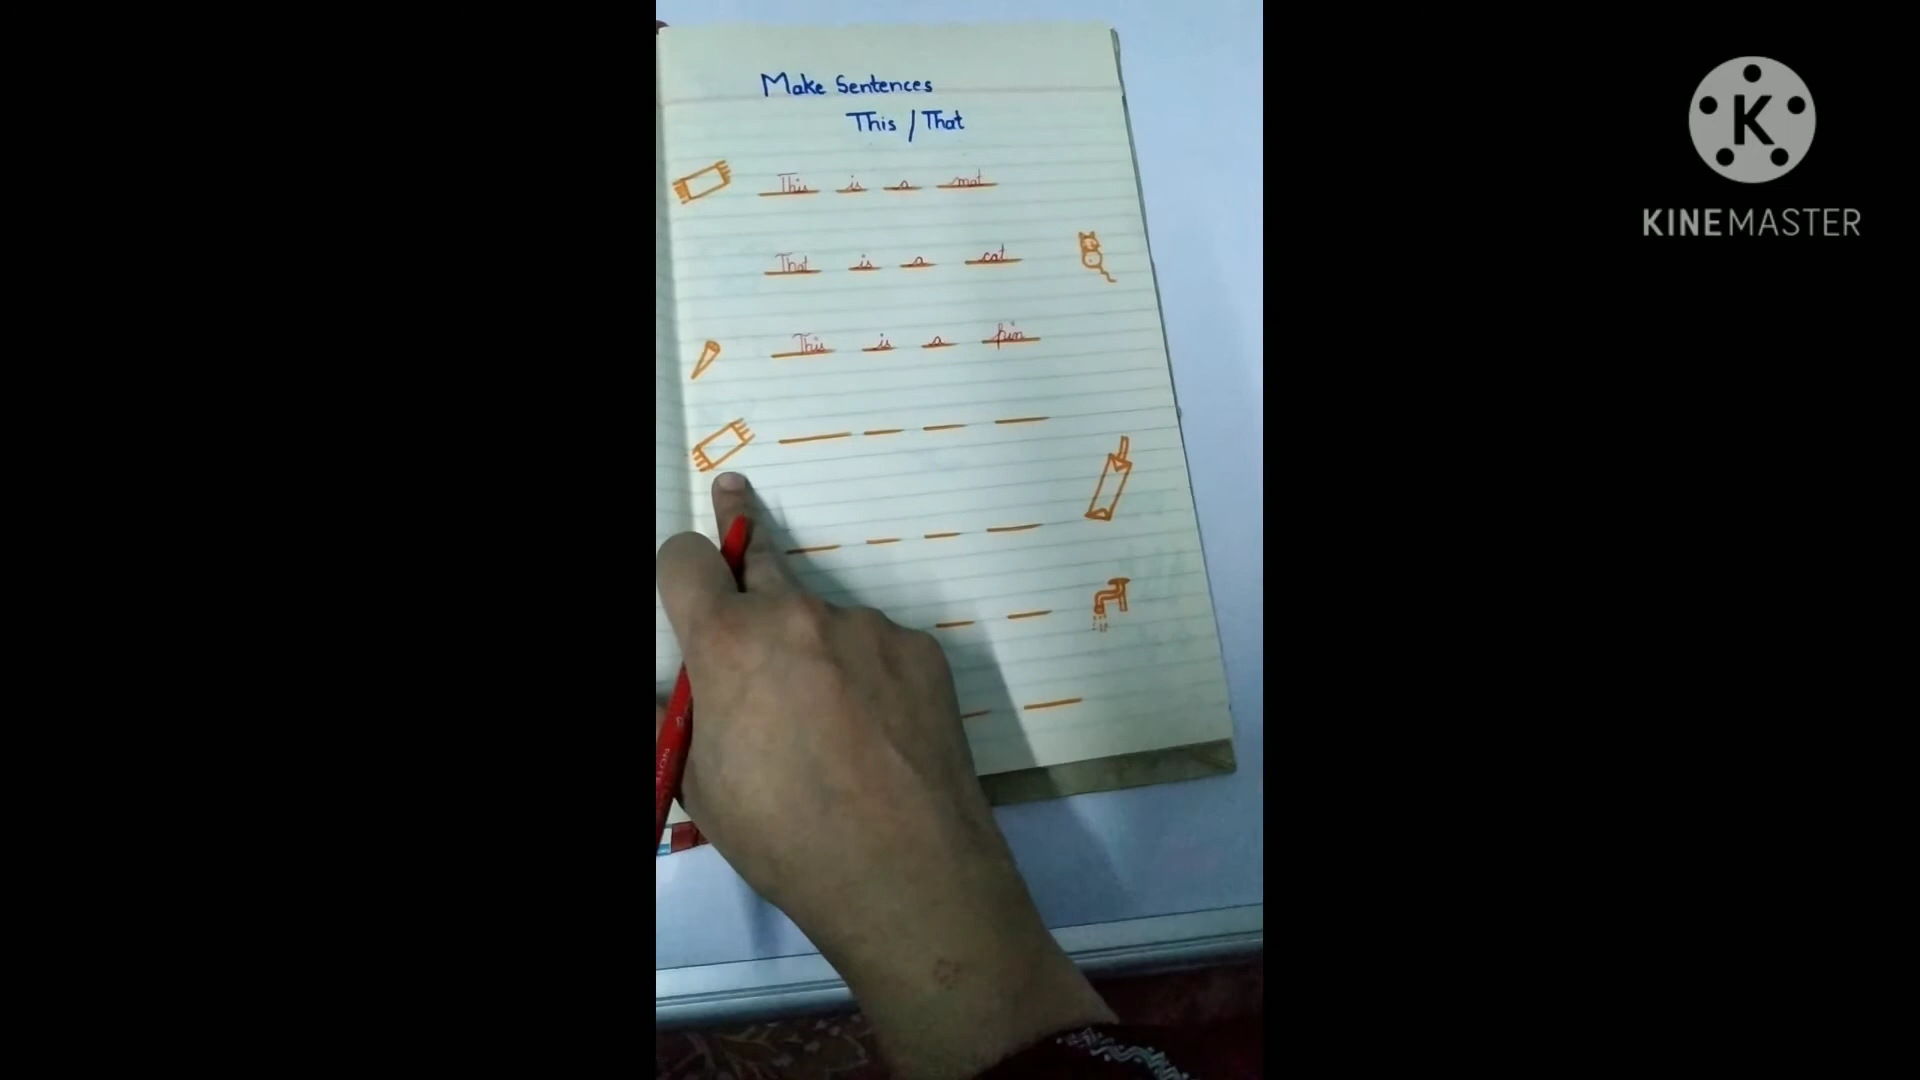 Make Sentences
This / That
This is a mat
That is a cat
This is a pin
K
KINEMASTER